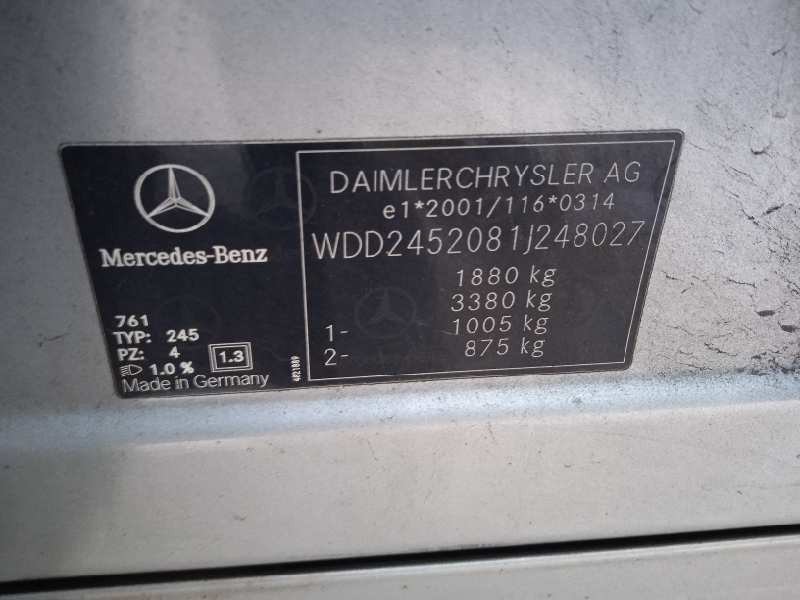 Mercedes-Benz
761
TYP: 245
PZ: 4
1.0 %
1.3
Made in Germany
4P21889
DAIMLERCHRYSLER AG
e1*2001/116*0314
WDD2452081J248027
1880 kg
3380 kg
1- 1005 kg
2- 875 kg